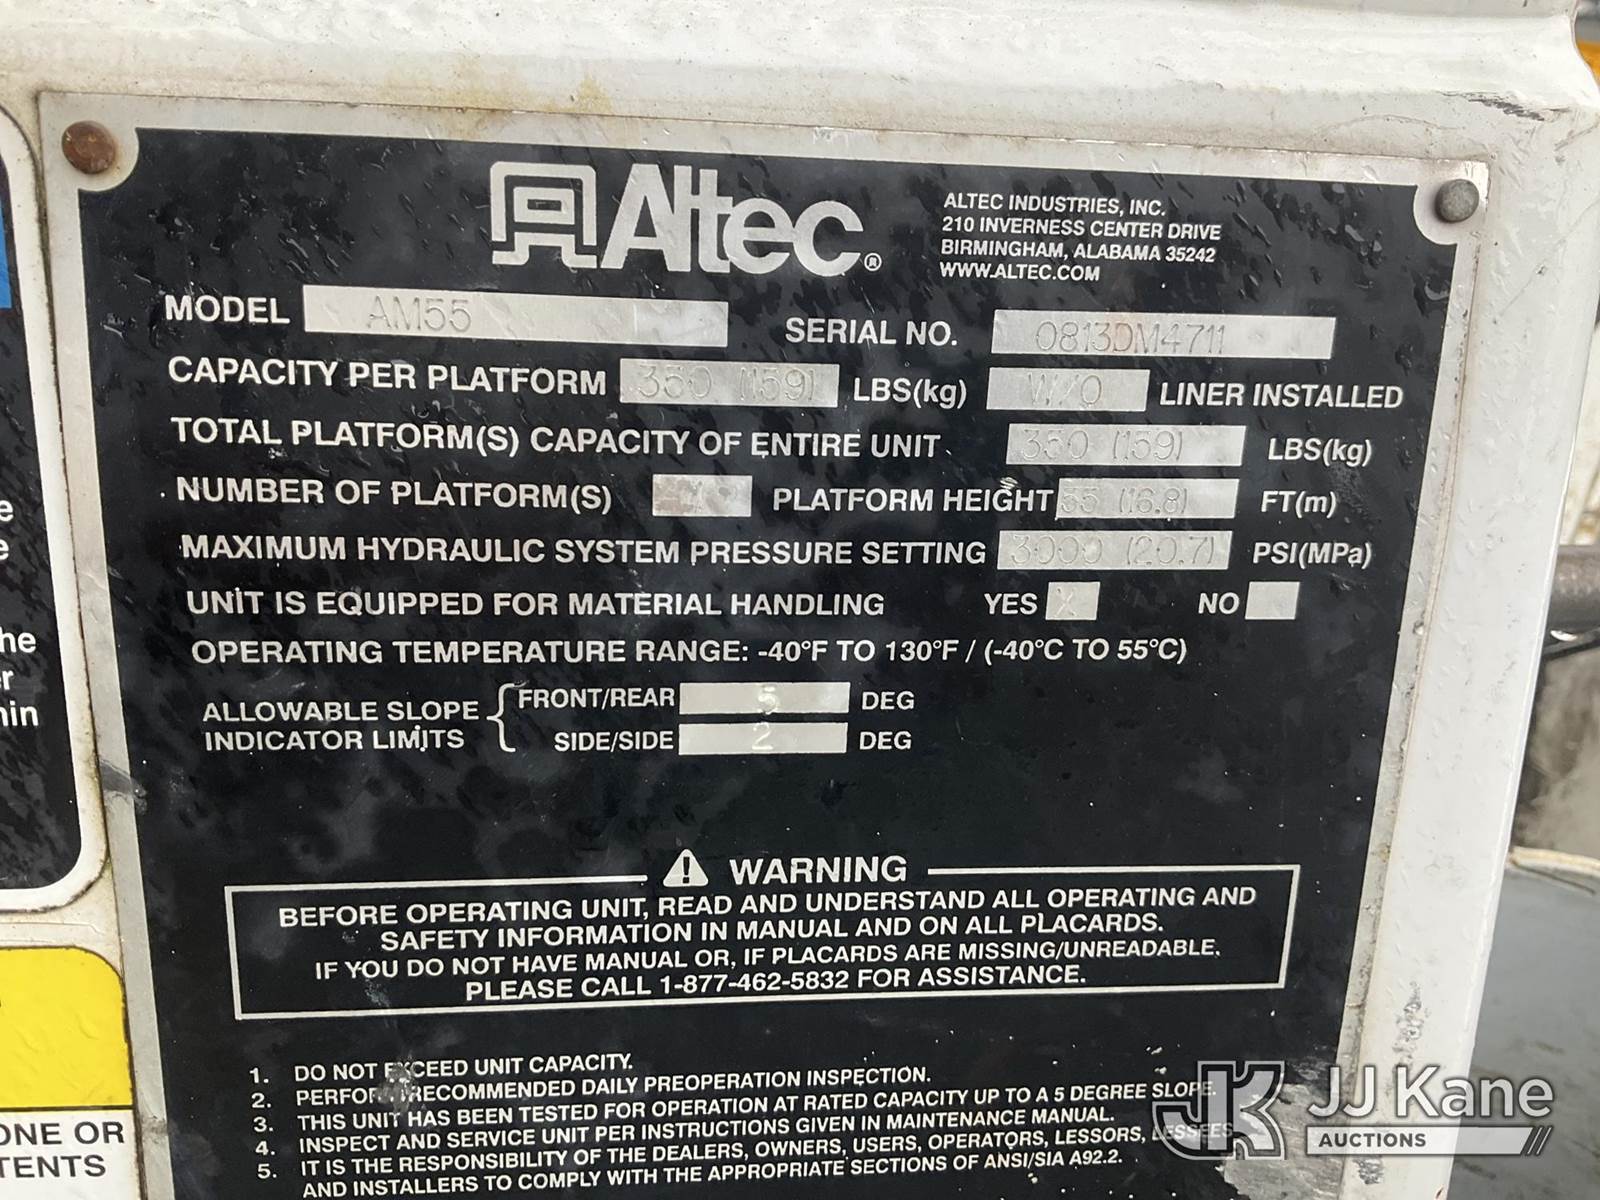 Altec®
ALTEC INDUSTRIES, INC.
210 INVERNESS CENTER DRIVE
BIRMINGHAM, ALABAMA 35242
WWW.ALTEC.COM
MODEL AM55
SERIAL NO. 0813DM4711
CAPACITY PER PLATFORM 350 (159) LBS(kg) W/O LINER INSTALLED
TOTAL PLATFORM(S) CAPACITY OF ENTIRE UNIT 350 (159) LBS(kg)
NUMBER OF PLATFORM(S) PLATFORM HEIGHT 55 (16.8) FT(m)
MAXIMUM HYDRAULIC SYSTEM PRESSURE SETTING 3000 (20.7) PSI(MPa)
UNIT IS EQUIPPED FOR MATERIAL HANDLING YES X NO
OPERATING TEMPERATURE RANGE: -40°F TO 130°F / (-40°C TO 55°C)
ALLOWABLE SLOPE INDICATOR LIMITS
FRONT/REAR 5 DEG
SIDE/SIDE 2 DEG
WARNING
BEFORE OPERATING UNIT, READ AND UNDERSTAND ALL OPERATING AND
SAFETY INFORMATION IN MANUAL AND ON ALL PLACARDS.
IF YOU DO NOT HAVE MANUAL OR, IF PLACARDS ARE MISSING/UNREADABLE,
PLEASE CALL 1-877-462-5832 FOR ASSISTANCE.
1. DO NOT EXCEED UNIT CAPACITY.
2. PERFORM RECOMMENDED DAILY PREOPERATION INSPECTION.
3. THIS UNIT HAS BEEN TESTED FOR OPERATION AT RATED CAPACITY UP TO A 5 DEGREE SLOPE.
4. INSPECT AND SERVICE UNIT PER INSTRUCTIONS GIVEN IN MAINTENANCE MANUAL.
5. IT IS THE RESPONSIBILITY OF THE DEALERS, OWNERS, USERS, OPERATORS, LESSORS, LESSEES
AND INSTALLERS TO COMPLY WITH THE APPROPRIATE SECTIONS OF ANSI/SIA A92.2.
ONE OR
TENTS
JJ Kane
AUCTIONS